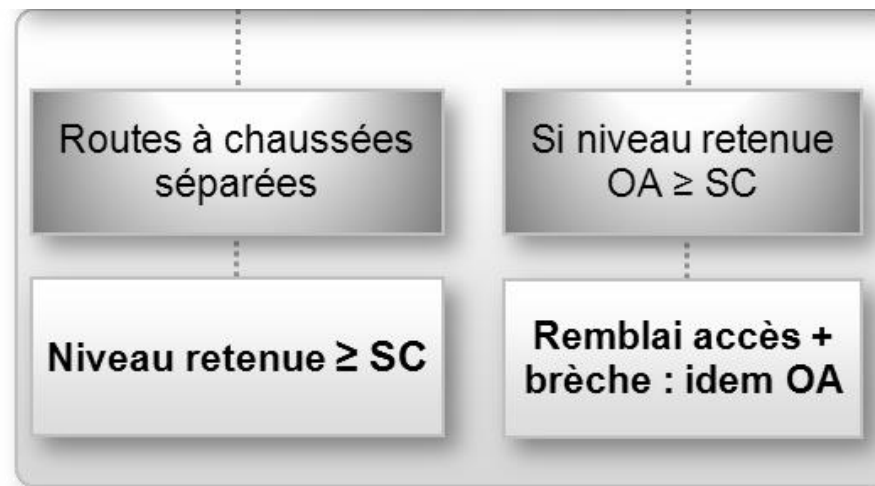 Routes à chaussées
séparées
Niveau retenue ≥ SC
Si niveau retenue
OA ≥ SC
Remblai accès +
brèche : idem OA